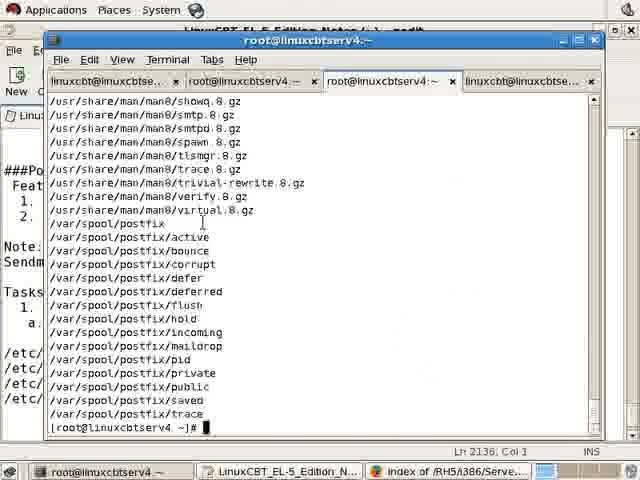 Applications Places System
LinuxCBT_EL-5_Edition_Notes
root@linuxcbtserv4:~
File Edit View Terminal Tabs Help
linuxcbt@linuxcbtse...
root@linuxcbtserv4:~
root@linuxcbtserv4:~
linuxcbt@linuxcbtse...
File
New
Linu
/usr/share/man/man8/showq.8.gz
/usr/share/man/man8/smtp.8.gz
/usr/share/man/man8/smtpd.8.gz
/usr/share/man/man8/spawn.8.gz
/usr/share/man/man8/tlsmgr.8.gz
/usr/share/man/man8/trace.8.gz
/usr/share/man/man8/trivial-rewrite.8.gz
/usr/share/man/man8/verify.8.gz
/usr/share/man/man8/virtual.8.gz
/var/spool/postfix
/var/spool/postfix/active
/var/spool/postfix/bounce
/var/spool/postfix/corrupt
/var/spool/postfix/defer
/var/spool/postfix/deferred
/var/spool/postfix/flush
/var/spool/postfix/hold
/var/spool/postfix/incoming
/var/spool/postfix/maildrop
/var/spool/postfix/pid
/var/spool/postfix/private
/var/spool/postfix/public
/var/spool/postfix/saved
/var/spool/postfix/trace
[root@linuxcbtserv4 ~]#
###Po
Feat
1.
2.
Note:
Sendm
Tasks
1.
a.
/etc/
/etc/
/etc/
/etc/
Ln 2136, Col 1 INS
root@linuxcbtserv4:~
LinuxCBT_EL-5_Edition_N...
Index of /RH5/i386/Serve...